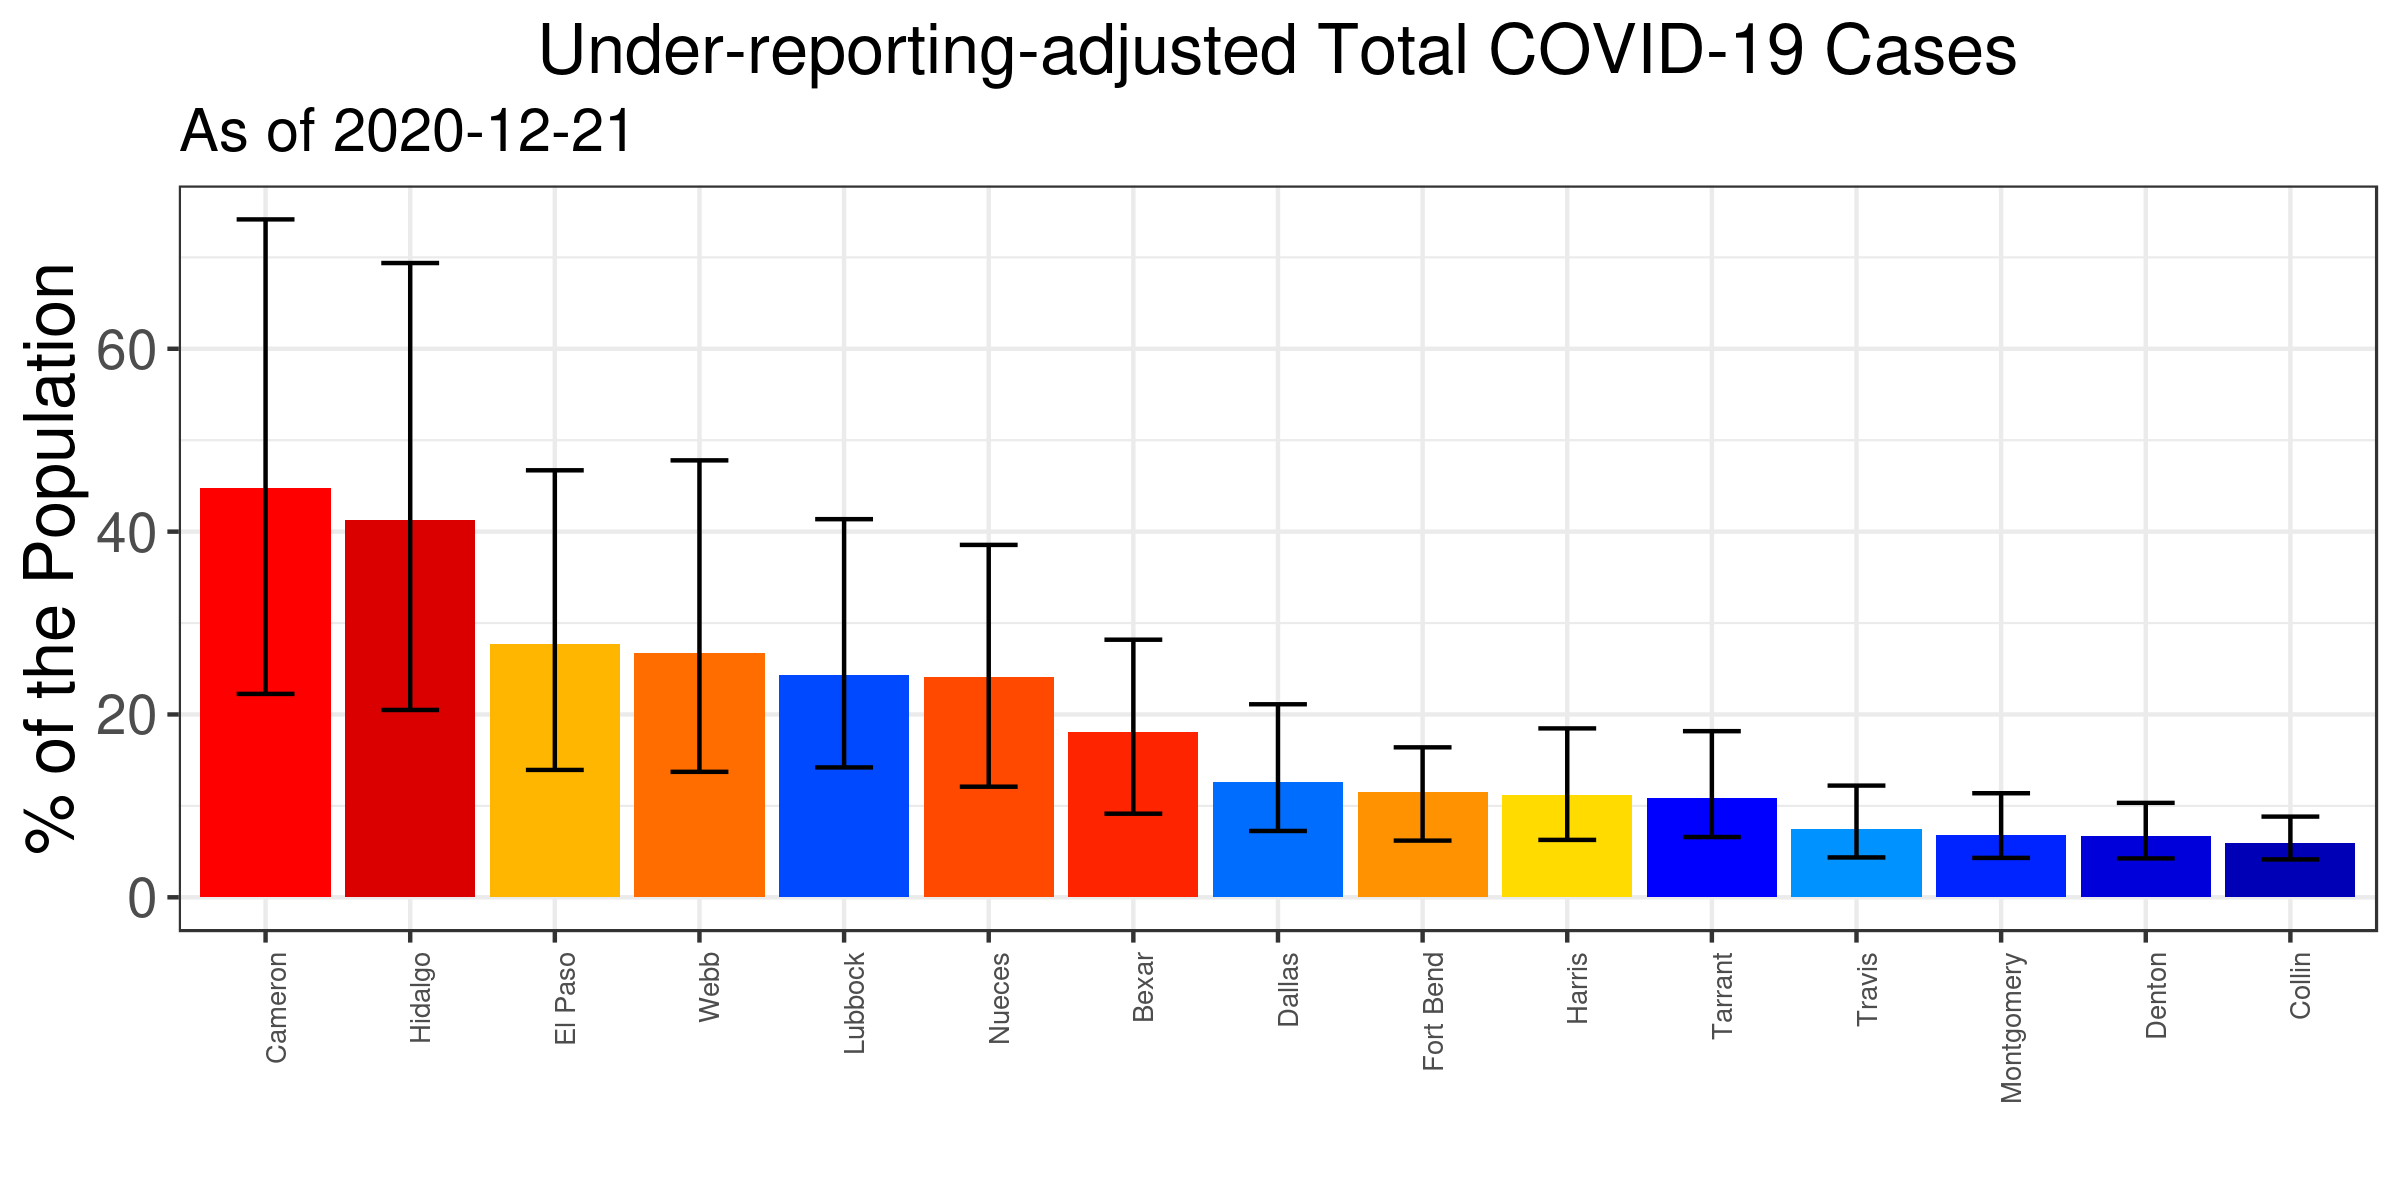 Under-reporting-adjusted Total COVID-19 Cases
As of 2020-12-21
% of the Population
60
40
20
0
Cameron
Hidalgo
El Paso
Webb
Lubbock
Nueces
Bexar
Dallas
Fort Bend
Harris
Tarrant
Travis
Montgomery
Denton
Collin